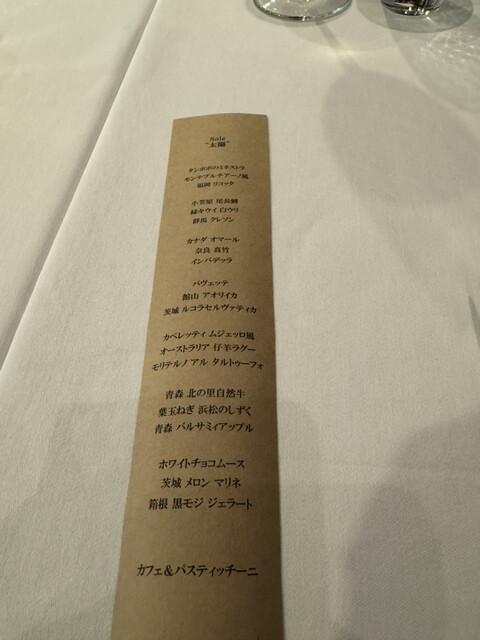 Sole
"太陽"
タンポポのミネストラ
モンテプルチアーノ風
福岡 リコッタ
小笠原 尾長鯛
緑キウイ 白ウリ
群馬 クレソン
カナダ オマール
奈良 真竹
インパデッラ
パヴェッテ
館山 アオリイカ
茨城 ルコラセルヴァティカ
カペレッティ ムジェッロ風
オーストラリア 仔羊ラグー
モリテルノ アル タルトゥーフォ
青森 北の里自然牛
葉玉ねぎ 浜松のしずく
青森 バルサミィアップル
ホワイトチョコムース
茨城 メロン マリネ
箱根 黒モジ ジェラート
カフェ&パスティッチーニ